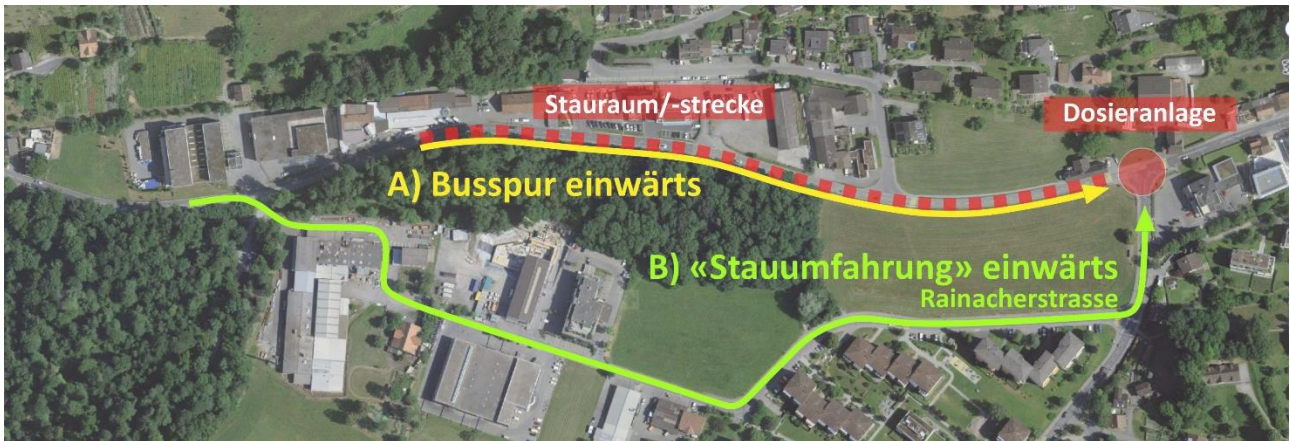 Stauraum/-strecke
Dosieranlage
A) Busspur einwärts
B) «Stauumfahrung» einwärts
Rainacherstrasse